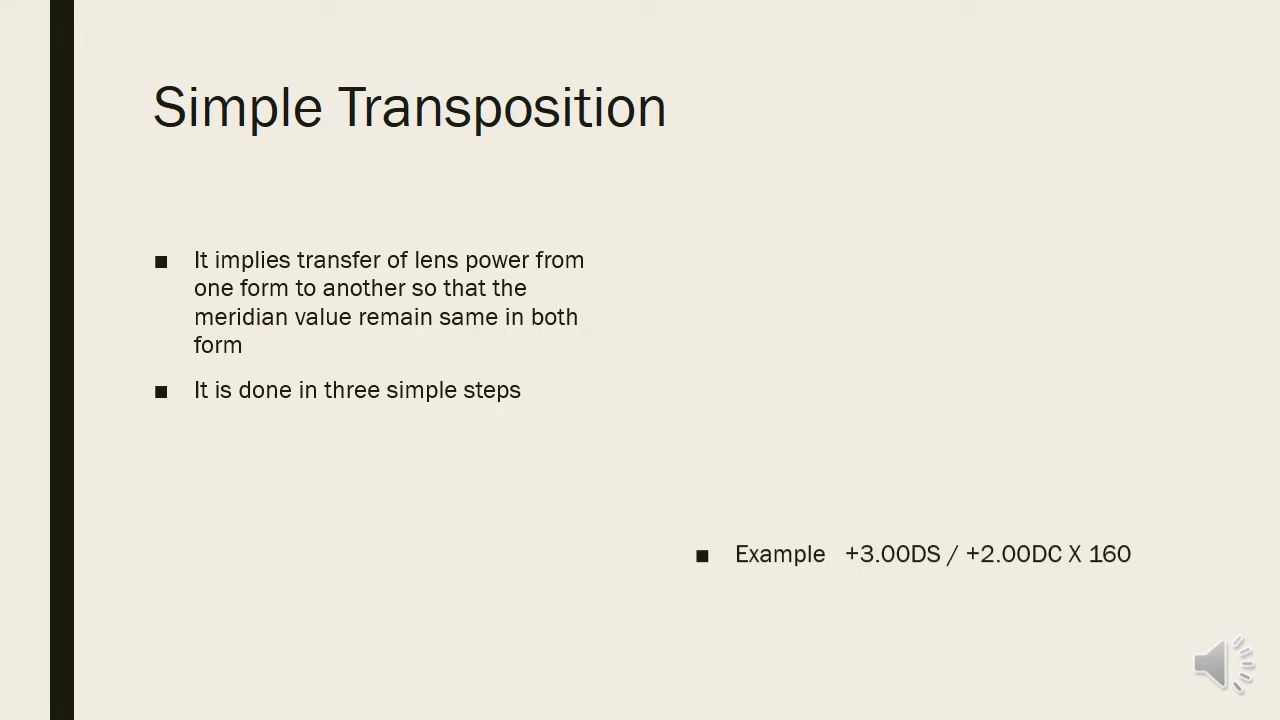 Simple Transposition
■ It implies transfer of lens power from
one form to another so that the
meridian value remain same in both
form
■ It is done in three simple steps
■ Example +3.00DS / +2.00DC X 160